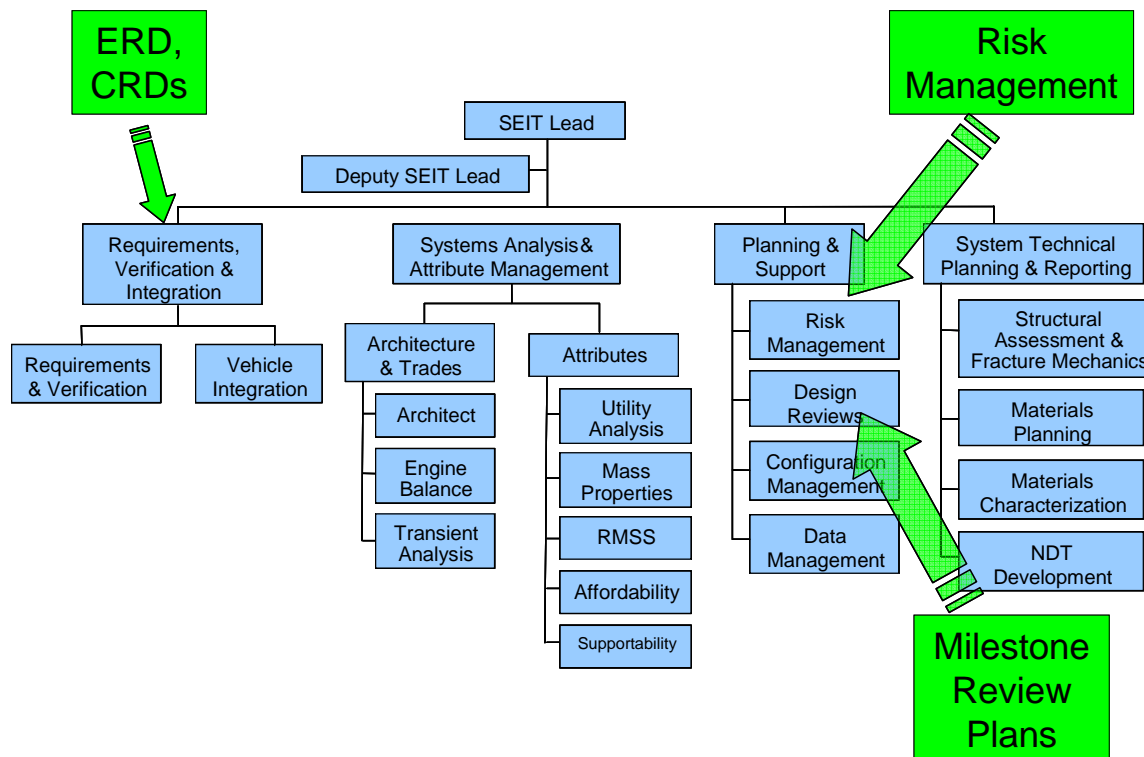 ERD,
CRDs
Risk
Management
SEIT Lead
Deputy SEIT Lead
Requirements,
Verification &
Integration
Systems Analysis &
Attribute Management
Planning &
Support
System Technical
Planning & Reporting
Requirements
& Verification
Vehicle
Integration
Architecture
& Trades
Architect
Engine
Balance
Transient
Analysis
Attributes
Utility
Analysis
Mass
Properties
RMSS
Affordability
Supportability
Risk
Management
Design
Reviews
Configuration
Management
Data
Management
Structural
Assessment &
Fracture Mechanics
Materials
Planning
Materials
Characterization
NDT
Development
Milestone
Review
Plans